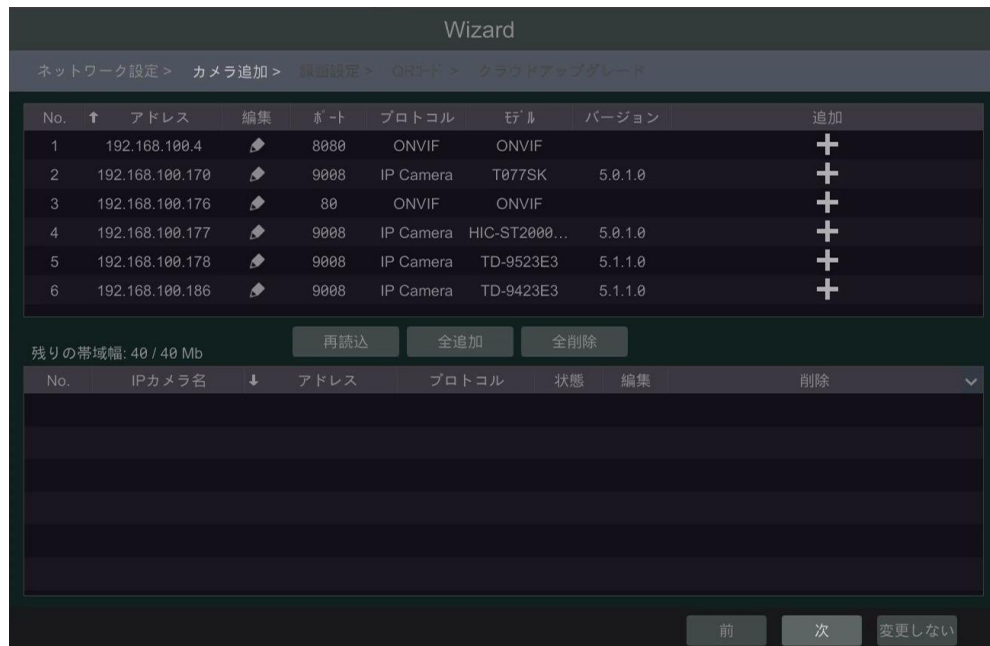 Wizard
ネットワーク設定 > カメラ追加 > 録画設定 > QRコード > クラウドアップグレード
No. ↑ アドレス 編集 ポート プロトコル モデル バージョン 追加
1 192.168.100.4 8080 ONVIF ONVIF
2 192.168.100.170 9008 IP Camera T077SK 5.0.1.0
3 192.168.100.176 80 ONVIF ONVIF
4 192.168.100.177 9008 IP Camera HIC-ST2000... 5.0.1.0
5 192.168.100.178 9008 IP Camera TD-9523E3 5.1.1.0
6 192.168.100.186 9008 IP Camera TD-9423E3 5.1.1.0
再読込 全追加 全削除
残りの帯域幅: 40 / 40 Mb
No. IPカメラ名 ↓ アドレス プロトコル 状態 編集 削除
前 次 変更しない